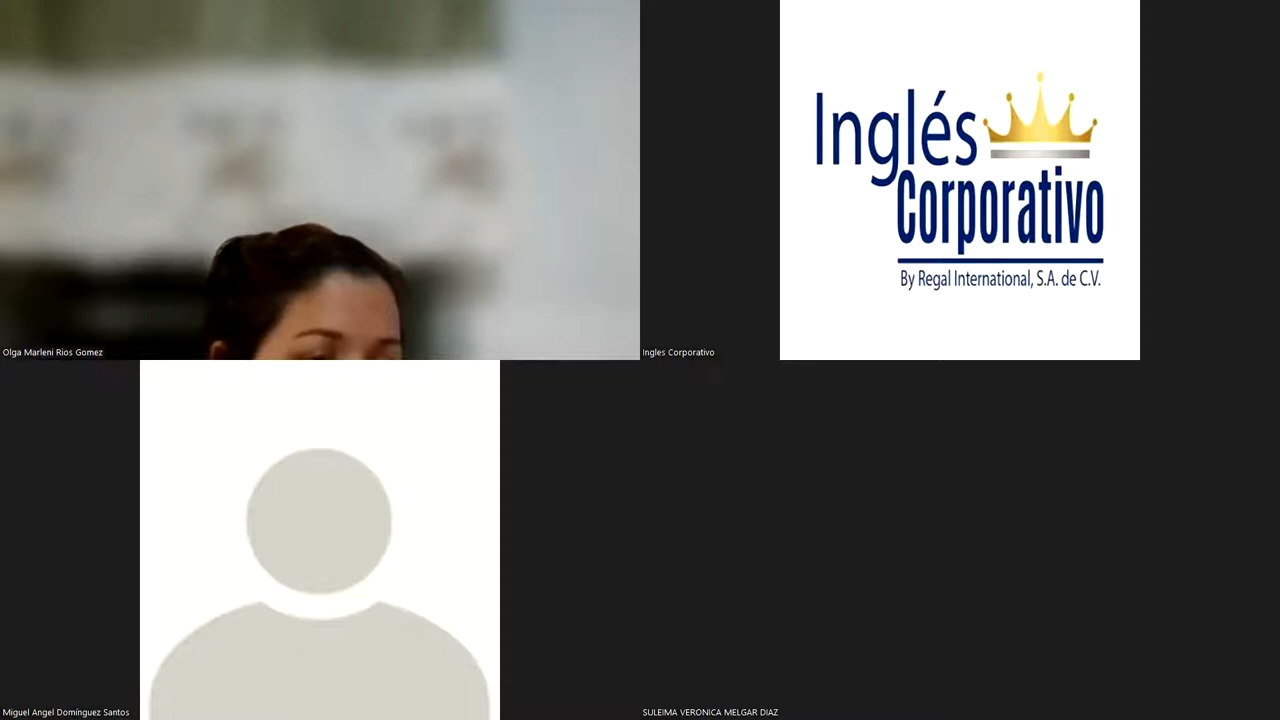 Inglés
Corporativo
By Regal International, S.A. de C.V.
Olga Marleni Rios Gomez
Ingles Corporativo
Miguel Angel Domínguez Santos
SULEIMA VERONICA MELGAR DIAZ